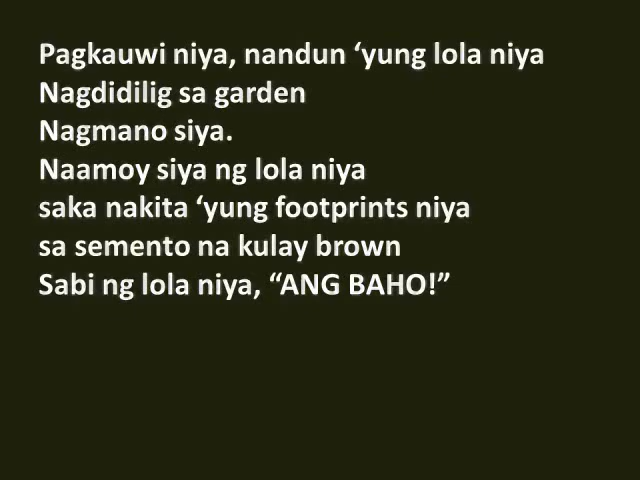 Pagkauwi niya, nandun ‘yung lola niya
Nagdidilig sa garden
Nagmano siya.
Naamoy siya ng lola niya
saka nakita ‘yung footprints niya
sa semento na kulay brown
Sabi ng lola niya, “ANG BAHO!”